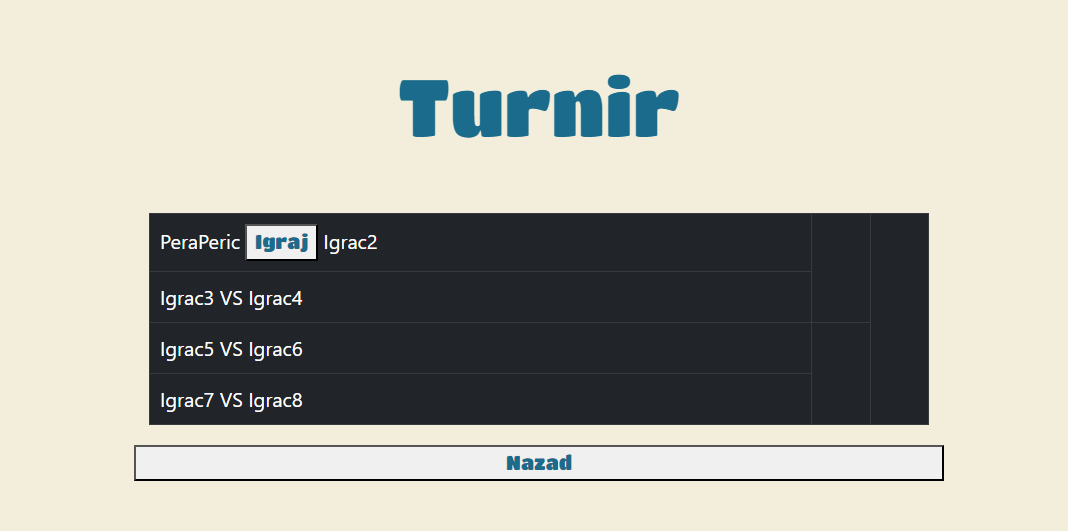 Turnir
PeraPeric Igraj Igrac2
Igrac3 VS Igrac4
Igrac5 VS Igrac6
Igrac7 VS Igrac8
Nazad